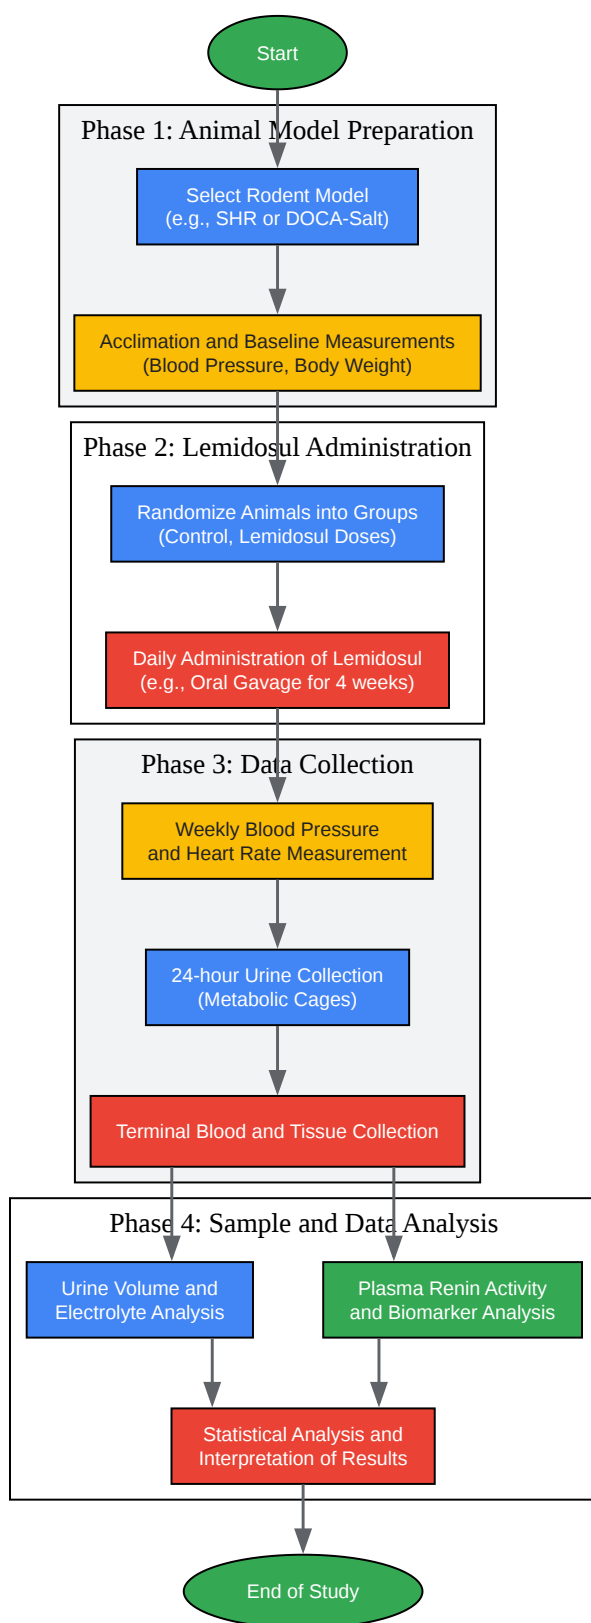 Start
Phase 1: Animal Model Preparation
Select Rodent Model
(e.g., SHR or DOCA-Salt)
Acclimation and Baseline Measurements
(Blood Pressure, Body Weight)
Phase 2: Lemidosul Administration
Randomize Animals into Groups
(Control, Lemidosul Doses)
Daily Administration of Lemidosul
(e.g., Oral Gavage for 4 weeks)
Phase 3: Data Collection
Weekly Blood Pressure
and Heart Rate Measurement
24-hour Urine Collection
(Metabolic Cages)
Terminal Blood and Tissue Collection
Phase 4: Sample and Data Analysis
Urine Volume and
Electrolyte Analysis
Plasma Renin Activity
and Biomarker Analysis
Statistical Analysis and
Interpretation of Results
End of Study